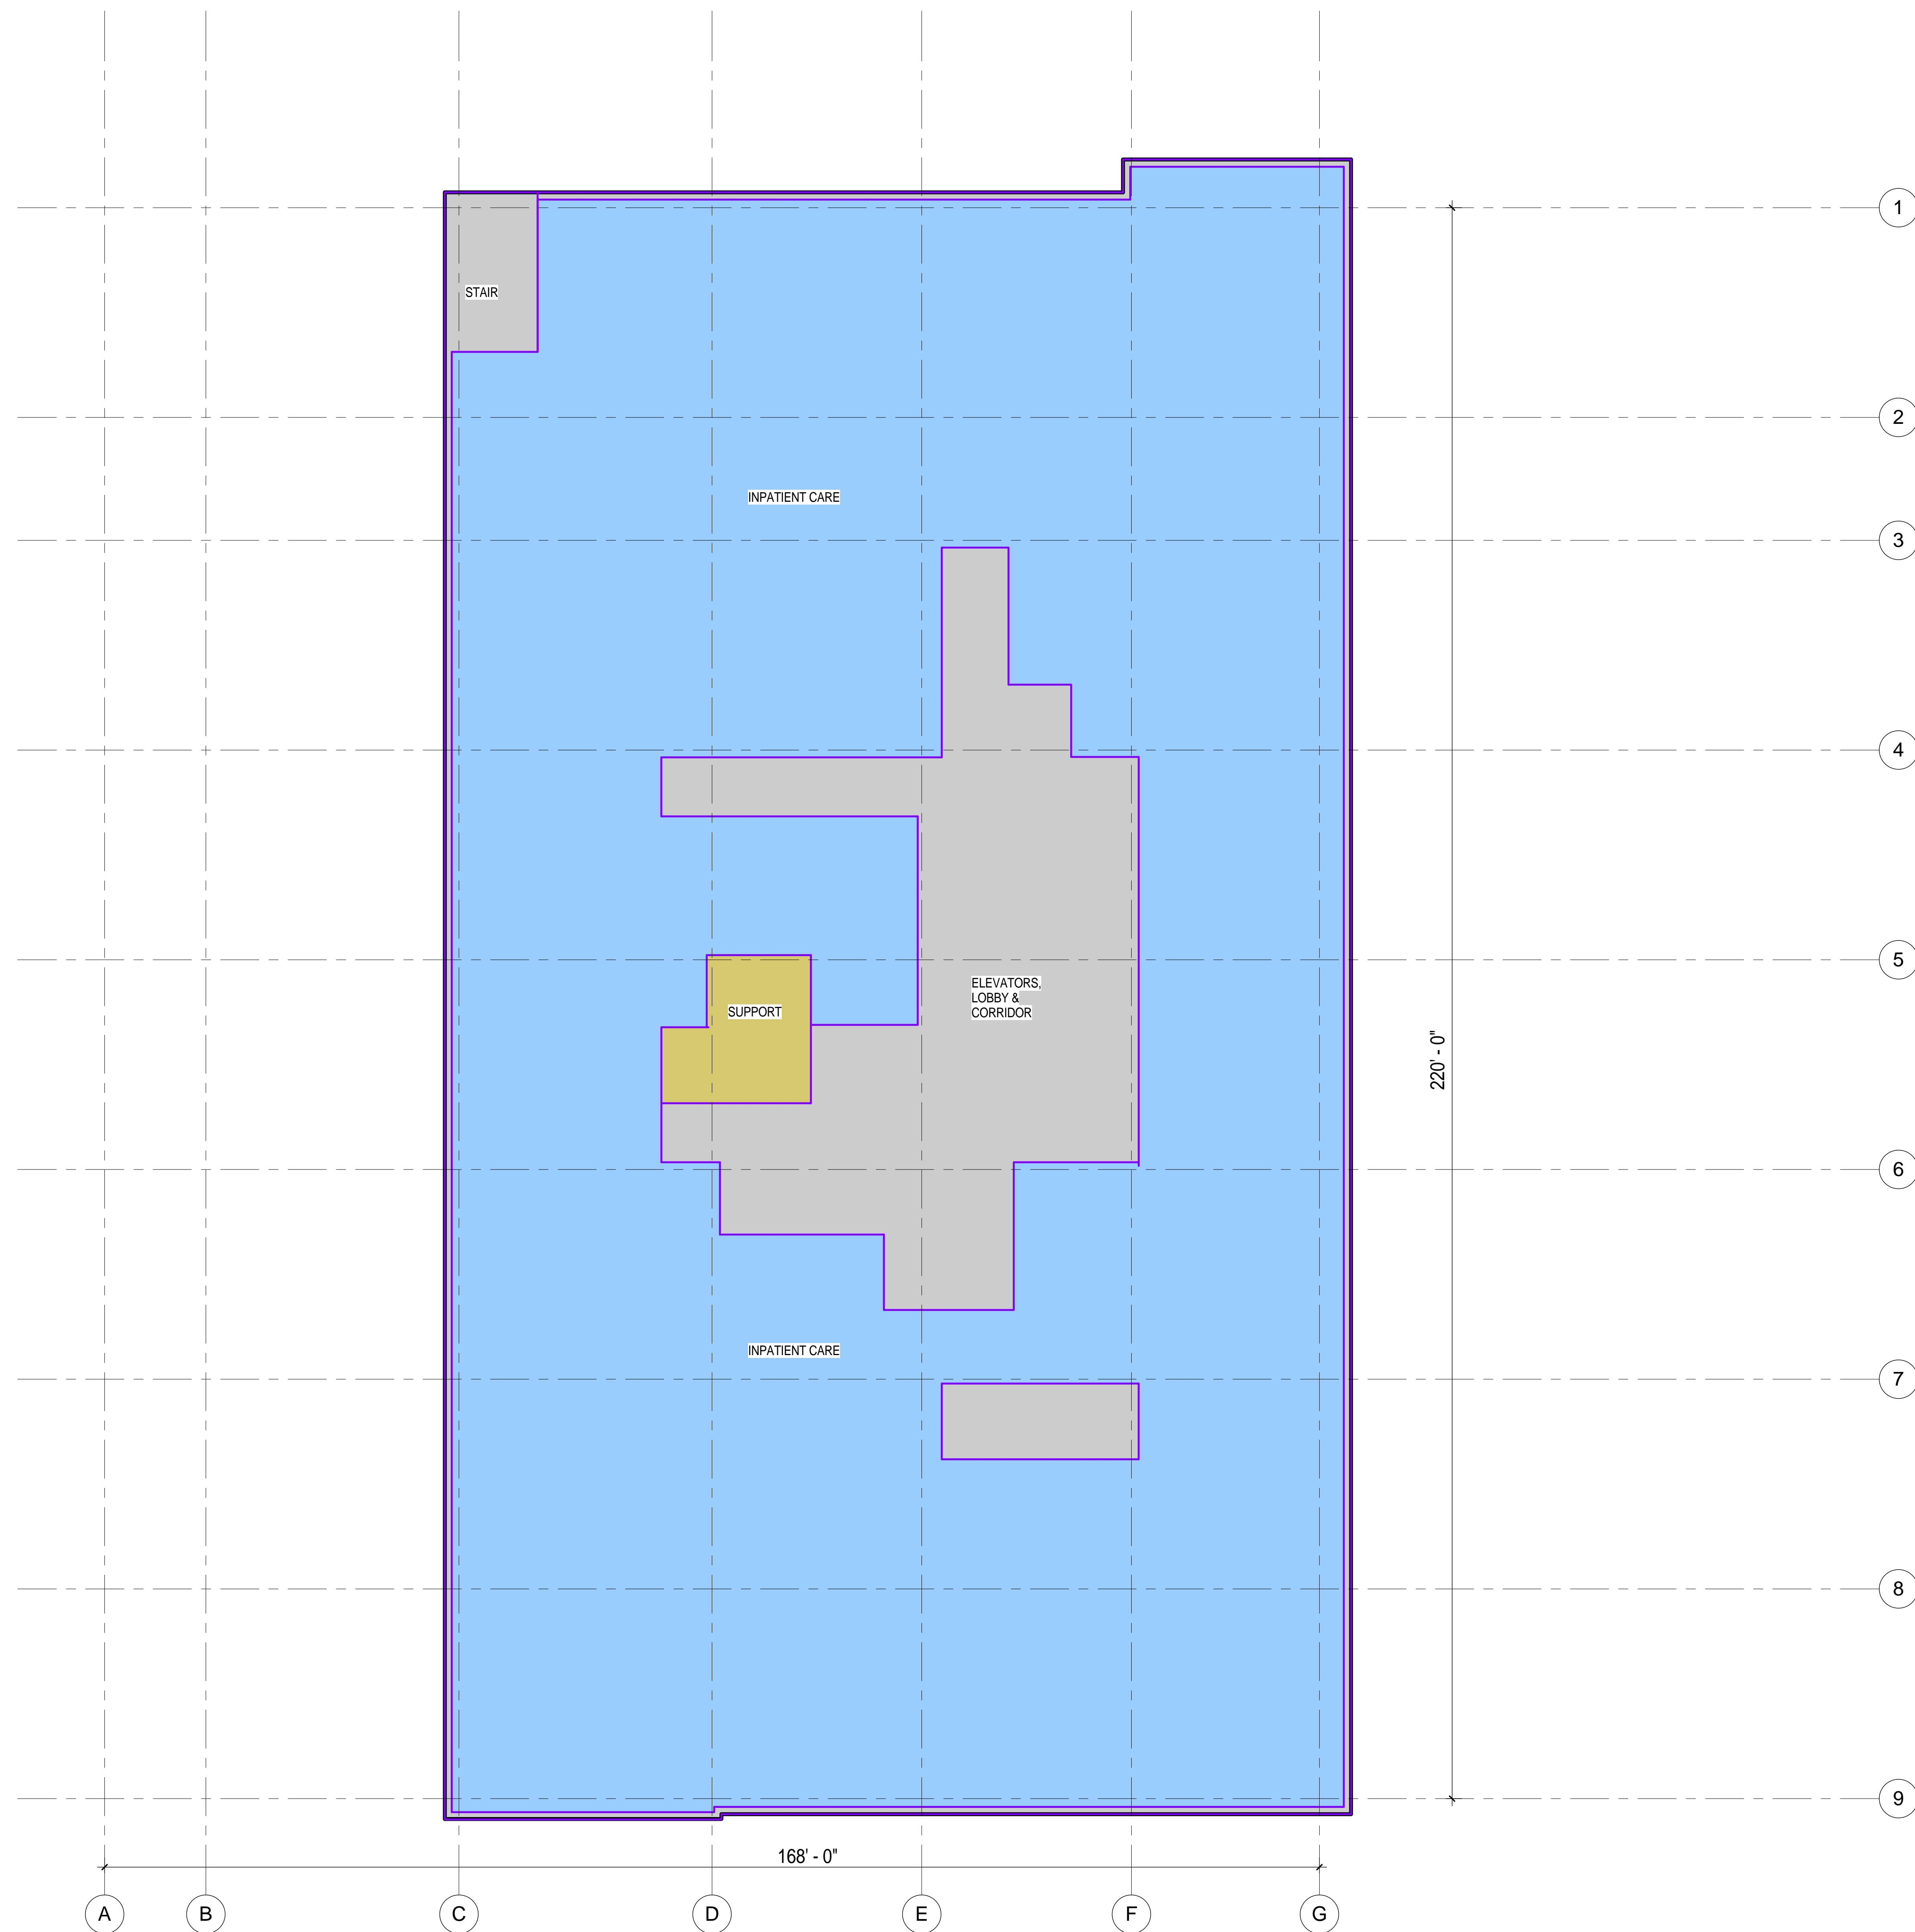 1
STAIR
2
INPATIENT CARE
3
4
5
ELEVATORS,
LOBBY &
CORRIDOR
SUPPORT
220' - 0"
6
INPATIENT CARE
7
8
9
168' - 0"
A
B
C
D
E
F
G